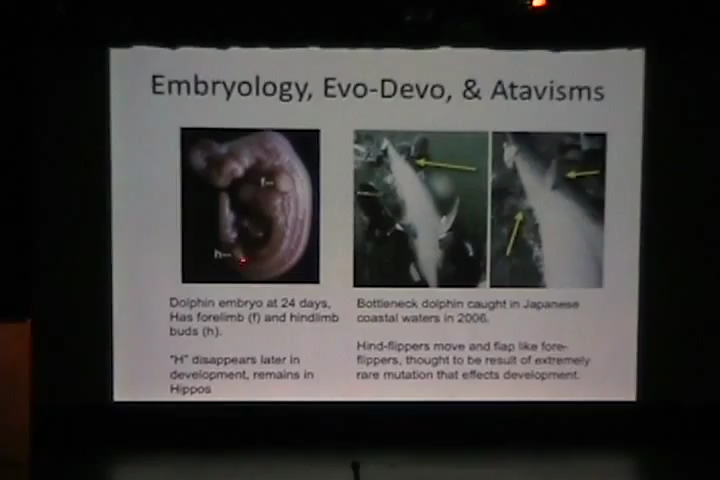 Embryology, Evo-Devo, & Atavisms
f--
h--
Dolphin embryo at 24 days,
Has forelimb (f) and hindlimb
buds (h).
"H" disappears later in
development, remains in
Hippos
Bottleneck dolphin caught in Japanese
coastal waters in 2006.
Hind-flippers move and flap like fore-
flippers, thought to be result of extremely
rare mutation that effects development.